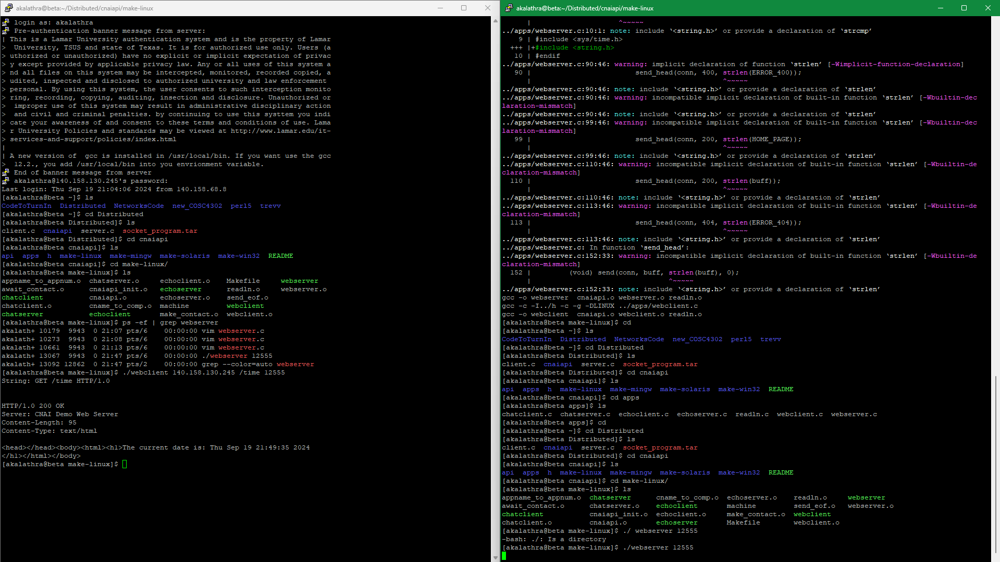 akalathra@beta:~/Distributed/cnaiapi/make-linux
login as: akalathra
Pre-authentication banner message from server:
| This is a Lamar University authentication system and is the property of Lamar
>  University, TSUS and state of Texas. It is for authorized use only. Users (a
> uthorized or unauthorized) have no explicit or implicit expectation of privac
> y except provided by applicable privacy law. Any or all uses of this system a
> nd all files on this system may be intercepted, monitored, recorded copied, a
> udited, inspected and disclosed to authorized university and law enforcement
> personal. By using this system, the user consents to such interception monito
> ring, recording, copying, auditing, insection and disclosure. Unauthorized or
>  improper use of this system may result in administrative disciplinary action
>  and civil and criminal penalties. by continuing to use this systtem you indi
> cate your awareness of and consent to these terms and conditions of use. Lama
> r University Policies and standards may be viewed at http://www.lamar.edu/it-
> services-and-support/policies/index.html
|
| A new version of  gcc is installed in /usr/local/bin. If you want use the gcc
>  12.2., you add /usr/local/bin into you envrionment variable.
End of banner message from server
akalathra@140.158.130.245's password:
Last login: Thu Sep 19 21:04:06 2024 from 140.158.68.8
[akalathra@beta ~]$ ls
CodeToTurnIn  Distributed  NetworksCode  new_COSC4302  perl5  trevv
[akalathra@beta ~]$ cd Distributed
[akalathra@beta Distributed]$ ls
client.c  cnaiapi  server.c  socket_program.tar
[akalathra@beta Distributed]$ cd cnaiapi
[akalathra@beta cnaiapi]$ ls
api  apps  h  make-linux  make-mingw  make-solaris  make-win32  README
[akalathra@beta cnaiapi]$ cd make-linux/
[akalathra@beta make-linux]$ ls
appname_to_appnum.o  chatserver.o     echoclient.o    Makefile     webserver
await_contact.o      cnaiapi_init.o   echoserver      readln.o     webserver.o
chatclient           cnaiapi.o        echoserver.o    send_eof.o
chatclient.o         cname_to_comp.o  machine         webclient
chatserver           echoclient       make_contact.o  webclient.o
[akalathra@beta make-linux]$ ps -ef | grep webserver
akalath+ 10179  9943  0 21:07 pts/6    00:00:00 vim webserver.c
akalath+ 10273  9943  0 21:08 pts/6    00:00:00 vim webserver.c
akalath+ 10661  9943  0 21:13 pts/6    00:00:00 vim webserver.c
akalath+ 13067  9943  0 21:47 pts/6    00:00:00 ./webserver 12555
akalath+ 13092 12862  0 21:47 pts/2    00:00:00 grep --color=auto webserver
[akalathra@beta make-linux]$ ./webclient 140.158.130.245 /time 12555
String: GET /time HTTP/1.0
HTTP/1.0 200 OK
Server: CNAI Demo Web Server
Content-Length: 95
Content-Type: text/html
<head></head><body><html><h1>The current date is: Thu Sep 19 21:49:35 2024
</h1></html></body>
[akalathra@beta make-linux]$
akalathra@beta:~/Distributed/cnaiapi/make-linux
|                     ^~~~~~
../apps/webserver.c:10:1: note: include ‘<string.h>’ or provide a declaration of ‘strcmp’
9 | #include <sys/time.h>
+++ |+#include <string.h>
10 | #endif
../apps/webserver.c:90:46: warning: implicit declaration of function ‘strlen’ [-Wimplicit-function-declaration]
90 |                         send_head(conn, 400, strlen(ERROR_400));
|                                              ^~~~~~
../apps/webserver.c:90:46: note: include ‘<string.h>’ or provide a declaration of ‘strlen’
../apps/webserver.c:90:46: warning: incompatible implicit declaration of built-in function ‘strlen’ [-Wbuiltin-dec
laration-mismatch]
../apps/webserver.c:90:46: note: include ‘<string.h>’ or provide a declaration of ‘strlen’
../apps/webserver.c:99:46: warning: incompatible implicit declaration of built-in function ‘strlen’ [-Wbuiltin-dec
laration-mismatch]
99 |                         send_head(conn, 200, strlen(HOME_PAGE));
|                                              ^~~~~~
../apps/webserver.c:99:46: note: include ‘<string.h>’ or provide a declaration of ‘strlen’
../apps/webserver.c:110:46: warning: incompatible implicit declaration of built-in function ‘strlen’ [-Wbuiltin-de
claration-mismatch]
110 |                         send_head(conn, 200, strlen(buff));
|                                              ^~~~~~
../apps/webserver.c:110:46: note: include ‘<string.h>’ or provide a declaration of ‘strlen’
../apps/webserver.c:113:46: warning: incompatible implicit declaration of built-in function ‘strlen’ [-Wbuiltin-de
claration-mismatch]
113 |                         send_head(conn, 404, strlen(ERROR_404));
|                                              ^~~~~~
../apps/webserver.c:113:46: note: include ‘<string.h>’ or provide a declaration of ‘strlen’
../apps/webserver.c: In function ‘send_head’:
../apps/webserver.c:152:33: warning: incompatible implicit declaration of built-in function ‘strlen’ [-Wbuiltin-de
claration-mismatch]
152 |         (void) send(conn, buff, strlen(buff), 0);
|                                 ^~~~~~
../apps/webserver.c:152:33: note: include ‘<string.h>’ or provide a declaration of ‘strlen’
gcc -o webserver  cnaiapi.o webserver.o readln.o
gcc -c -I../h -c -g -DLINUX ../apps/webclient.c
gcc -o webclient  cnaiapi.o webclient.o readln.o
[akalathra@beta make-linux]$ cd
[akalathra@beta ~]$ ls
CodeToTurnIn  Distributed  NetworksCode  new_COSC4302  perl5  trevv
[akalathra@beta ~]$ cd Distributed
[akalathra@beta Distributed]$ ls
client.c  cnaiapi  server.c  socket_program.tar
[akalathra@beta Distributed]$ cd cnaiapi
[akalathra@beta cnaiapi]$ ls
api  apps  h  make-linux  make-mingw  make-solaris  make-win32  README
[akalathra@beta cnaiapi]$ cd apps
[akalathra@beta apps]$ ls
chatclient.c  chatserver.c  echoclient.c  echoserver.c  readln.c  webclient.c  webserver.c
[akalathra@beta apps]$ cd
[akalathra@beta ~]$ cd Distributed
[akalathra@beta Distributed]$ ls
client.c  cnaiapi  server.c  socket_program.tar
[akalathra@beta Distributed]$ cd cnaiapi
[akalathra@beta cnaiapi]$ ls
api  apps  h  make-linux  make-mingw  make-solaris  make-win32  README
[akalathra@beta cnaiapi]$ cd make-linux/
[akalathra@beta make-linux]$ ls
appname_to_appnum.o  chatserver      cname_to_comp.o  echoserver.o    readln.o     webserver
await_contact.o      chatserver.o    echoclient       machine         send_eof.o   webserver.o
chatclient           cnaiapi_init.o  echoclient.o     make_contact.o  webclient
chatclient.o         cnaiapi.o       echoserver       Makefile        webclient.o
[akalathra@beta make-linux]$ ./ webserver 12555
-bash: ./: Is a directory
[akalathra@beta make-linux]$ ./webserver 12555